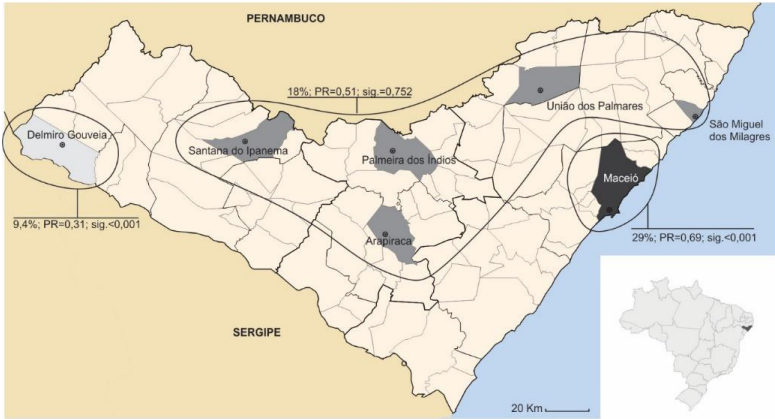 PERNAMBUCO
18%; PR=0,51; sig.=0,752
União dos Palmares
São Miguel
dos Milagres
Delmiro Gouveia
Santana do Ipanema
Palmeira dos Índios
Maceió
9,4%; PR=0,31; sig.<0,001
Arapiraca
29%; PR=0,69; sig.<0,001
SERGIPE
20 Km